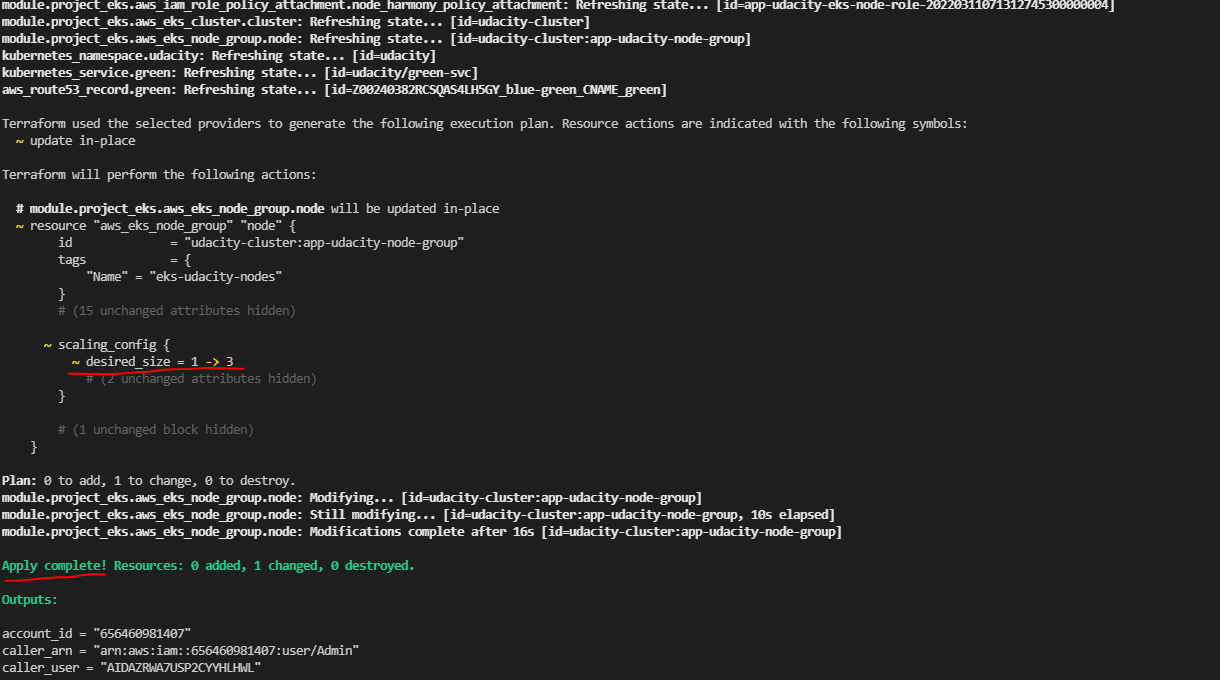 module.project_eks.aws_iam_role_policy_attachment.node_harmony_policy_attachment: Refreshing state... [id=app-udacity-eks-node-role-20220311071312745300000004]
module.project_eks.aws_eks_cluster.cluster: Refreshing state... [id=udacity-cluster]
module.project_eks.aws_eks_node_group.node: Refreshing state... [id=udacity-cluster:app-udacity-node-group]
kubernetes_namespace.udacity: Refreshing state... [id=udacity]
kubernetes_service.green: Refreshing state... [id=udacity/green-svc]
aws_route53_record.green: Refreshing state... [id=Z00240382RCSQAS4LH5GY_blue-green_CNAME_green]
Terraform used the selected providers to generate the following execution plan. Resource actions are indicated with the following symbols:
~ update in-place
Terraform will perform the following actions:
# module.project_eks.aws_eks_node_group.node will be updated in-place
~ resource "aws_eks_node_group" "node" {
id = "udacity-cluster:app-udacity-node-group"
tags = {
"Name" = "eks-udacity-nodes"
}
# (15 unchanged attributes hidden)
~ scaling_config {
~ desired_size = 1 -> 3
# (2 unchanged attributes hidden)
}
# (1 unchanged block hidden)
}
Plan: 0 to add, 1 to change, 0 to destroy.
module.project_eks.aws_eks_node_group.node: Modifying... [id=udacity-cluster:app-udacity-node-group]
module.project_eks.aws_eks_node_group.node: Still modifying... [id=udacity-cluster:app-udacity-node-group, 10s elapsed]
module.project_eks.aws_eks_node_group.node: Modifications complete after 16s [id=udacity-cluster:app-udacity-node-group]
Apply complete! Resources: 0 added, 1 changed, 0 destroyed.
Outputs:
account_id = "656460981407"
caller_arn = "arn:aws:iam::656460981407:user/Admin"
caller_user = "AIDAZRWA7USP2CYYHLHWL"